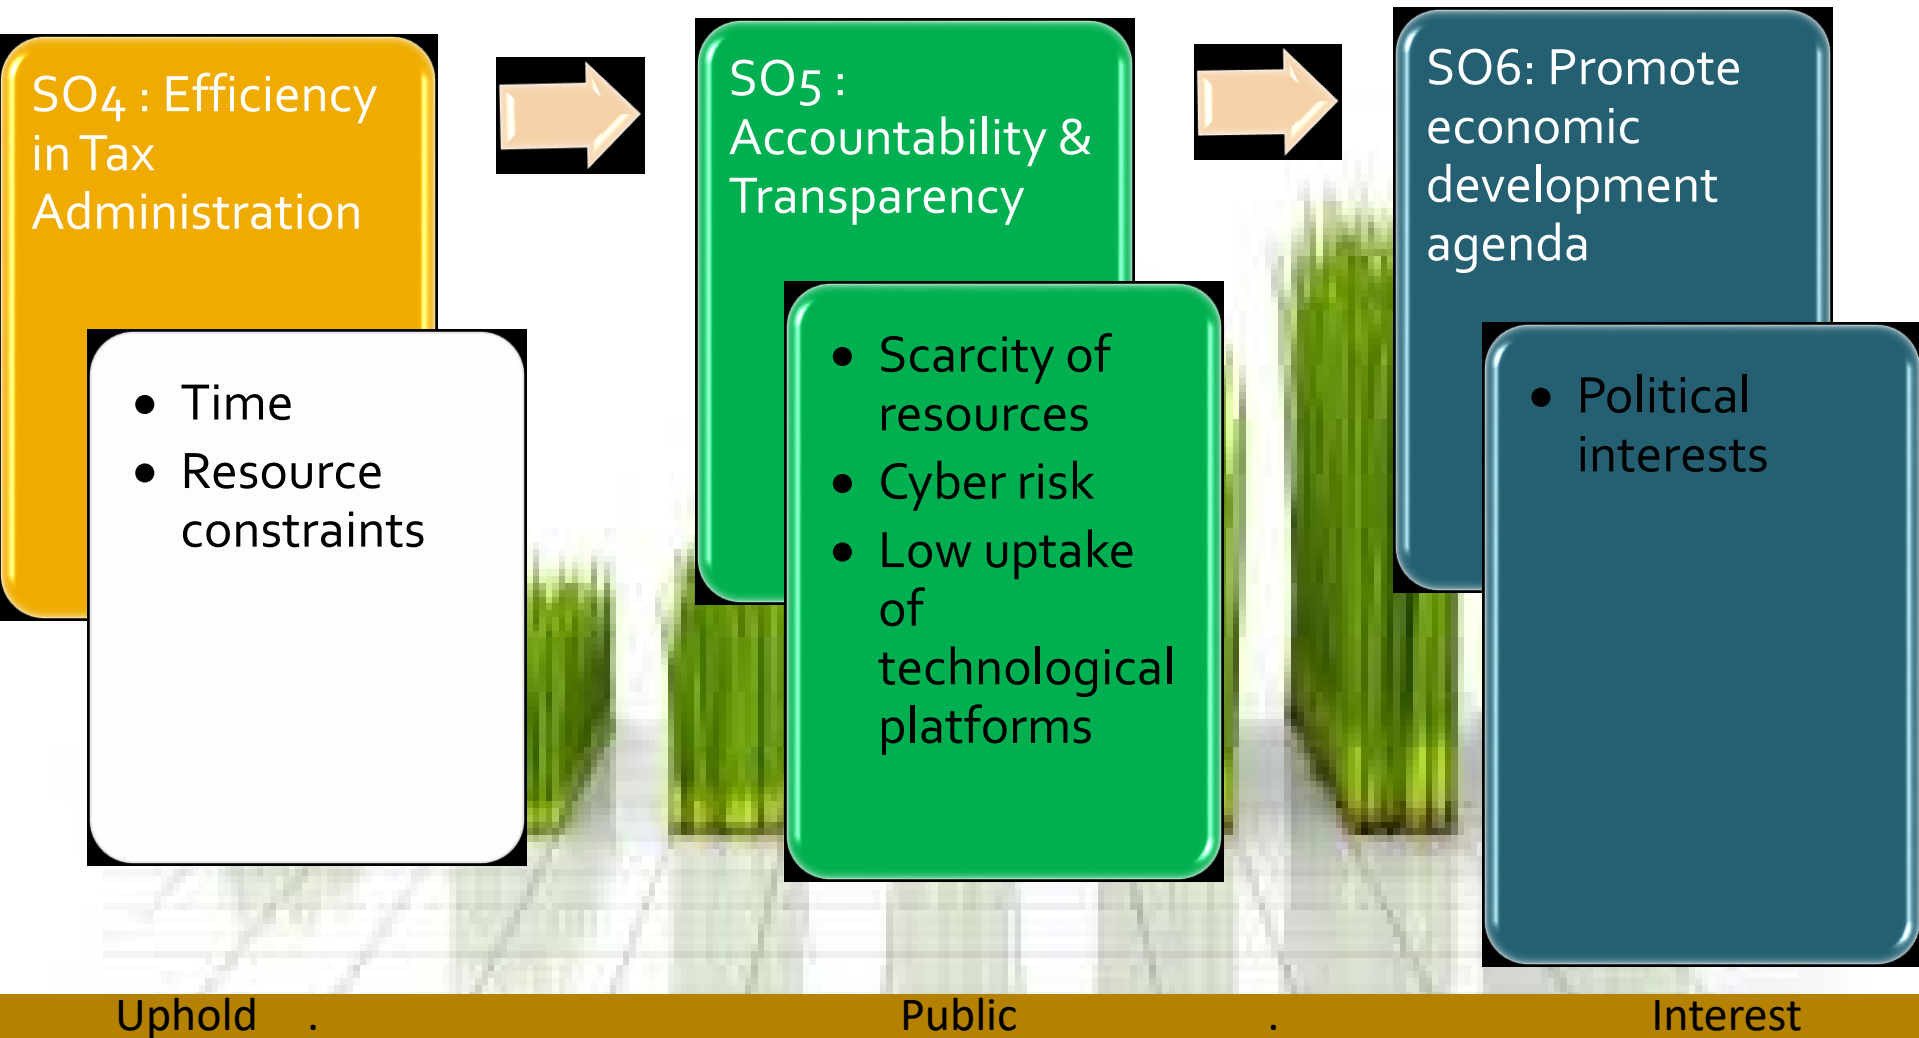 SO4 : Efficiency
in Tax
Administration
• Time
• Resource
constraints
SO5 :
Accountability &
Transparency
• Scarcity of
resources
• Cyber risk
• Low uptake
of
technological
platforms
SO6: Promote
economic
development
agenda
• Political
interests
Uphold . Public . Interest